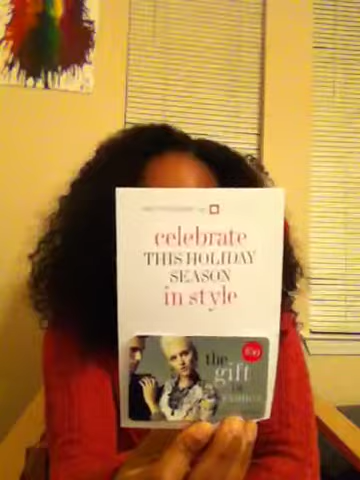 celebrate
THIS HOLIDAY
SEASON
in style
the
gift